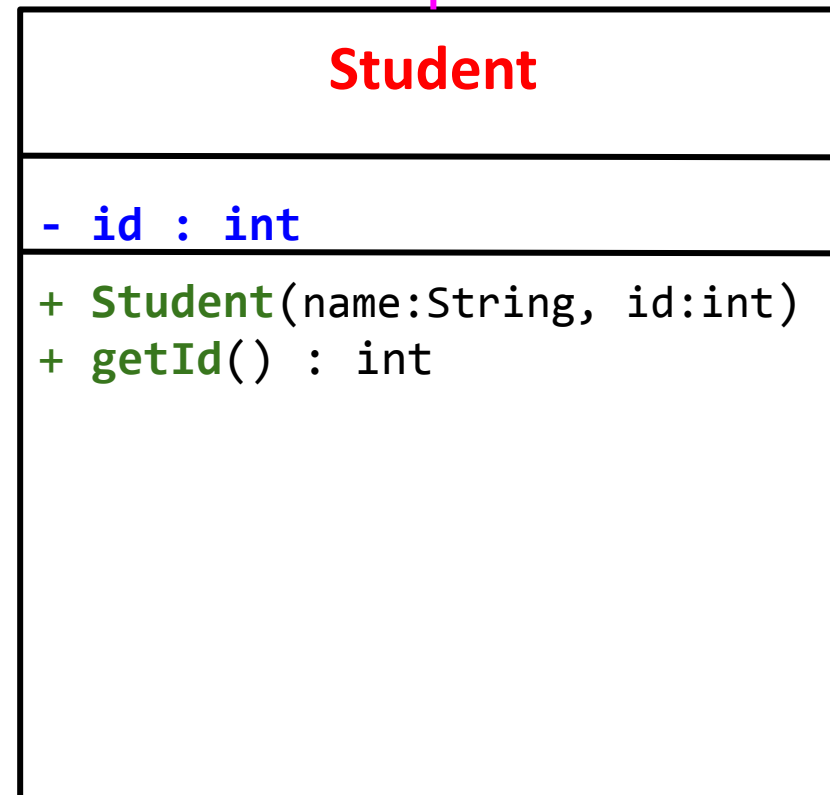 Student
- id : int
+ Student(name:String, id:int)
+ getId() : int